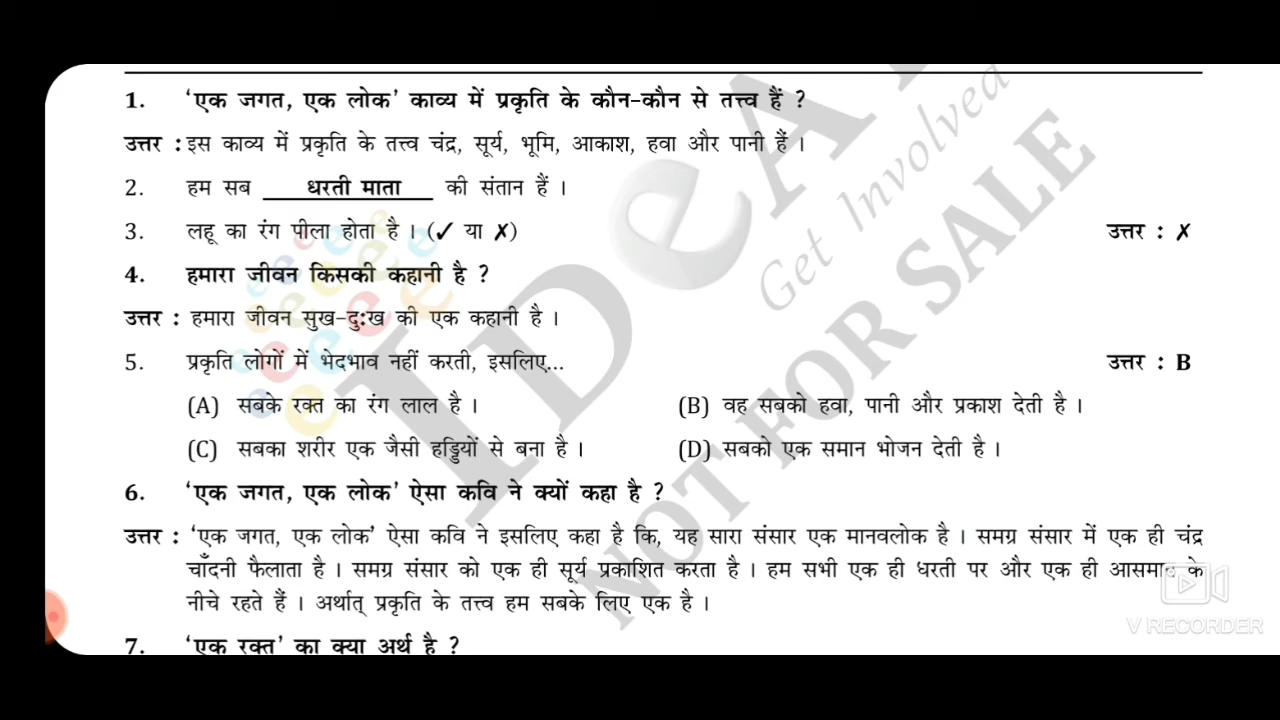 1. ‘एक जगत, एक लोक’ काव्य में प्रकृति के कौन-कौन से तत्त्व हैं ?
उत्तर : इस काव्य में प्रकृति के तत्त्व चंद्र, सूर्य, भूमि, आकाश, हवा और पानी हैं ।
2. हम सब धरती माता की संतान हैं ।
3. लहू का रंग पीला होता है । (✓ या ✗) उत्तर : ✗
4. हमारा जीवन किसकी कहानी है ?
उत्तर : हमारा जीवन सुख-दुःख की एक कहानी है ।
5. प्रकृति लोगों में भेदभाव नहीं करती, इसलिए... उत्तर : B
(A) सबके रक्त का रंग लाल है । (B) वह सबको हवा, पानी और प्रकाश देती है ।
(C) सबका शरीर एक जैसी हड्डियों से बना है । (D) सबको एक समान भोजन देती है ।
6. ‘एक जगत, एक लोक’ ऐसा कवि ने क्यों कहा है ?
उत्तर : ‘एक जगत, एक लोक’ ऐसा कवि ने इसलिए कहा है कि, यह सारा संसार एक मानवलोक है । समग्र संसार में एक ही चंद्र
चाँदनी फैलाता है । समग्र संसार को एक ही सूर्य प्रकाशित करता है । हम सभी एक ही धरती पर और एक ही आसमान के
नीचे रहते हैं । अर्थात् प्रकृति के तत्त्व हम सबके लिए एक है ।
7. ‘एक रक्त’ का क्या अर्थ है ?
Get Involved
NOT FOR SALE
V RECORDER